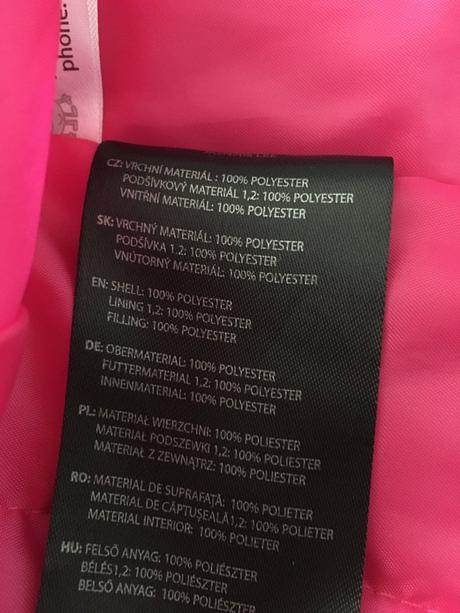 phone.
CZ: VRCHNÍ MATERIÁL : 100% POLYESTER
PODŠÍVKOVÝ MATERIÁL 1,2: 100% POLYESTER
VNITŘNÍ MATERIÁL: 100% POLYESTER
SK: VRCHNÝ MATERIÁL: 100% POLYESTER
PODŠÍVKA 1,2: 100% POLYESTER
VNÚTORNÝ MATERIÁL: 100% POLYESTER
EN: SHELL: 100% POLYESTER
LINING 1,2: 100% POLYESTER
FILLING: 100% POLYESTER
DE: OBERMATERIAL: 100% POLYESTER
FUTTERMATERIAL 1,2: 100% POLYESTER
INNENMATERIAL: 100% POLYESTER
PL: MATERIAŁ WIERZCHNI: 100% POLIESTER
MATERIAŁ PODSZEWKI 1,2: 100% POLIESTER
MATERIAŁ Z ZEWNĄTRZ: 100% POLIESTER
RO: MATERIAL DE SUPRAFAȚĂ: 100% POLIETER
MATERIAL DE CĂPTUȘEALĂ1,2: 100% POLIETER
MATERIAL INTERIOR: 100% POLIETER
HU: FELSŐ ANYAG: 100% POLIÉSZTER
BÉLÉS1,2: 100% POLIÉSZTER
BELSŐ ANYAG: 100% POLIÉSZTER